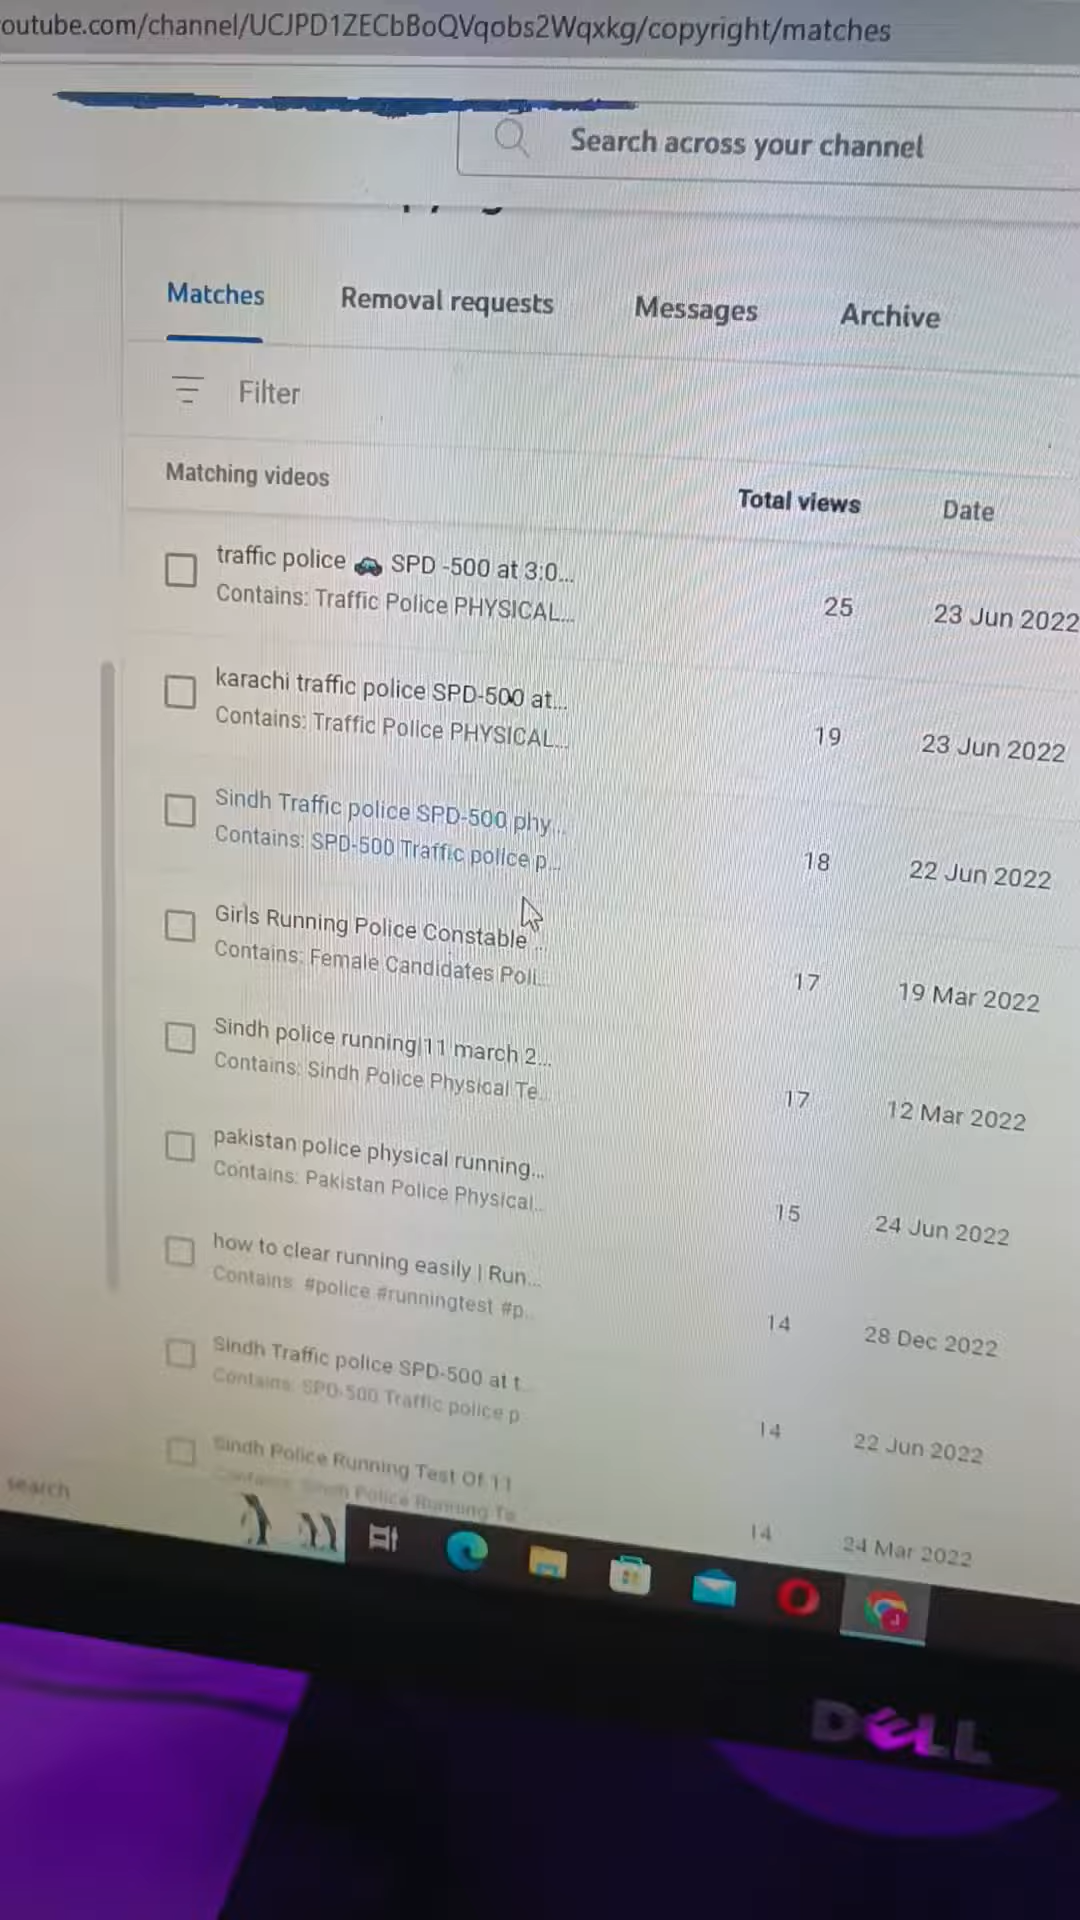 outube.com/channel/UCJPD1ZECbBoQVqobs2Wqxkg/copyright/matches
Search across your channel
Matches Removal requests Messages Archive
Filter
Matching videos Total views Date
traffic police 🚓 SPD -500 at 3:0...
Contains: Traffic Police PHYSICAL...
25 23 Jun 2022
karachi traffic police SPD-500 at...
Contains: Traffic Police PHYSICAL...
19 23 Jun 2022
Sindh Traffic police SPD-500 phy...
Contains: SPD-500 Traffic police p...
18 22 Jun 2022
Girls Running Police Constable ...
Contains: Female Candidates Poli...
17 19 Mar 2022
Sindh police running|11 march 2...
Contains: Sindh Police Physical Te...
17 12 Mar 2022
pakistan police physical running...
Contains: Pakistan Police Physical...
15 24 Jun 2022
how to clear running easily | Run...
Contains: #police #runningtest #p...
14 28 Dec 2022
Sindh Traffic police SPD-500 at t...
Contains: SPD-500 Traffic police p
14 22 Jun 2022
Sindh Police Running Test Of 11
Contains: Sindh Police Running Te
14 24 Mar 2022
search
DELL